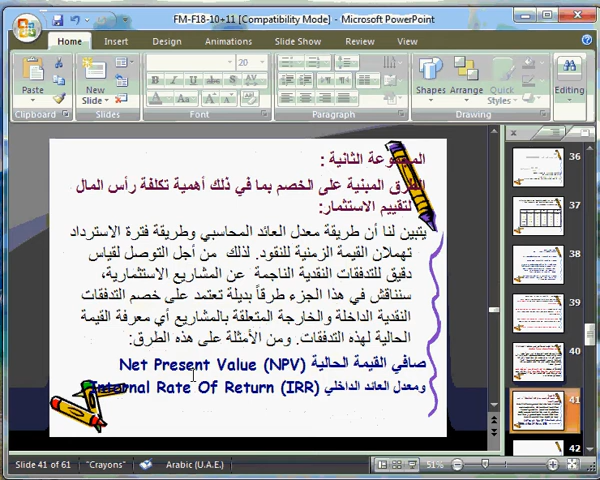 FM-F18-10+11 [Compatibility Mode] - Microsoft PowerPoint
Home Insert Design Animations Slide Show Review View Format
Paste
Clipboard
New Slide
Slides
20
B I U abc S AV
Aa A A
Font
Paragraph
Shapes Arrange Quick Styles
Drawing
Editing
المجموعة الثانية :
الطرق المبنية على الخصم بما في ذلك أهمية تكلفة رأس المال
لتقييم الاستثمار:
يتبين لنا أن طريقة معدل العائد المحاسبي وطريقة فترة الاسترداد
تهملان القيمة الزمنية للنقود. لذلك من أجل التوصل لقياس
دقيق للتدفقات النقدية الناجمة عن المشاريع الاستثمارية،
سنناقش في هذا الجزء طرقاً بديلة تعتمد على خصم التدفقات
النقدية الداخلة والخارجة المتعلقة بالمشاريع أي معرفة القيمة
الحالية لهذه التدفقات. ومن الأمثلة على هذه الطرق:
صافي القيمة الحالية Net Present Value (NPV)
ومعدل العائد الداخلي Internal Rate Of Return (IRR)
36
37
38
39
40
41
42
Slide 41 of 61 "Crayons" Arabic (U.A.E.) 51%